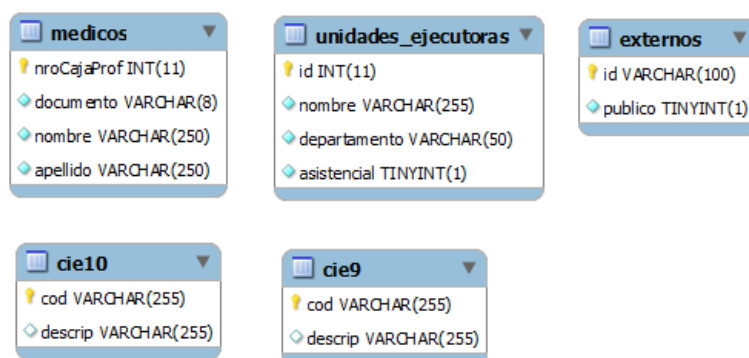 medicos
nroCajaProf INT(11)
documento VARCHAR(8)
nombre VARCHAR(250)
apellido VARCHAR(250)
unidades_ejecutoras
id INT(11)
nombre VARCHAR(255)
departamento VARCHAR(50)
asistencial TINYINT(1)
externos
id VARCHAR(100)
publico TINYINT(1)
cie10
cod VARCHAR(255)
descrip VARCHAR(255)
cie9
cod VARCHAR(255)
descrip VARCHAR(255)